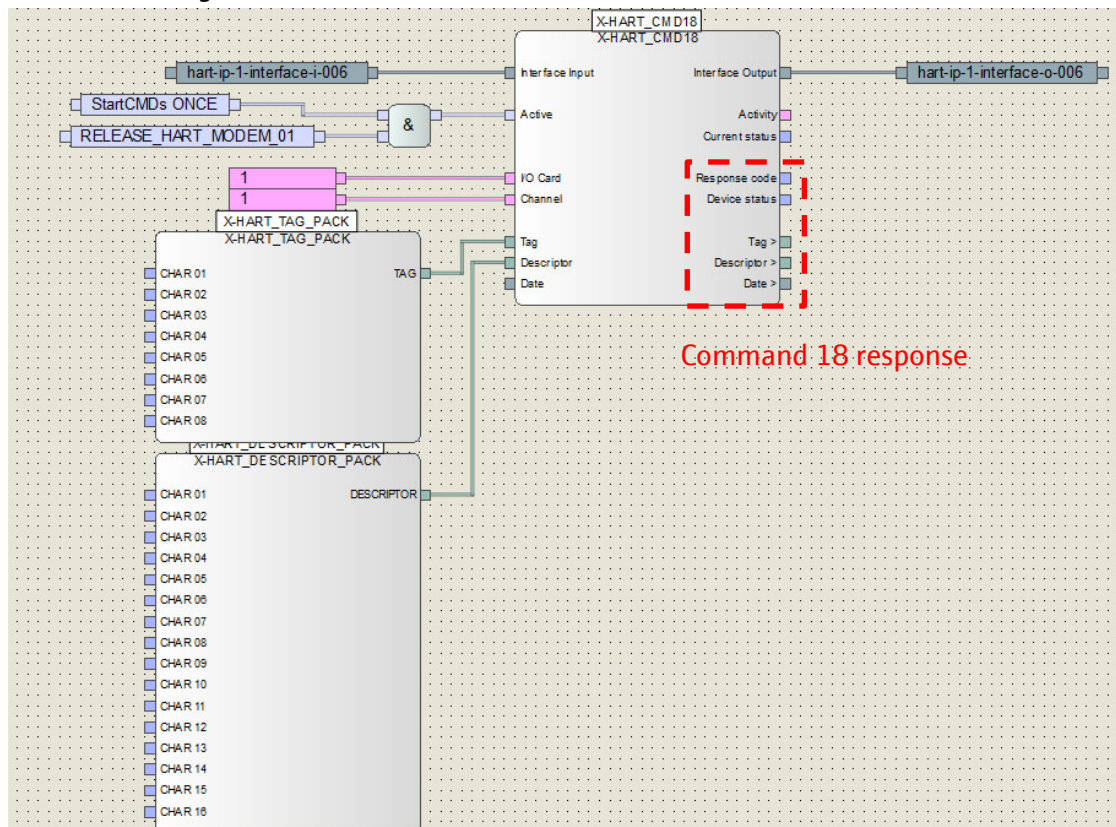 X-HART_CMD18
X-HART_CMD18
hart-ip-1-interface-i-006
Interface Input
Interface Output
hart-ip-1-interface-o-006
StartCMDs ONCE
Active
Activity
&
RELEASE_HART_MODEM_01
Current status
1
I/O Card
Response code
1
Channel
Device status
X-HART_TAG_PACK
X-HART_TAG_PACK
Tag
Tag >
Descriptor
Descriptor >
Date
Date >
CHAR 01
TAG
CHAR 02
CHAR 03
CHAR 04
CHAR 05
CHAR 06
CHAR 07
CHAR 08
Command 18 response
X-HART_DESCRIPTOR_PACK
X-HART_DESCRIPTOR_PACK
CHAR 01
DESCRIPTOR
CHAR 02
CHAR 03
CHAR 04
CHAR 05
CHAR 06
CHAR 07
CHAR 08
CHAR 09
CHAR 10
CHAR 11
CHAR 12
CHAR 13
CHAR 14
CHAR 15
CHAR 16